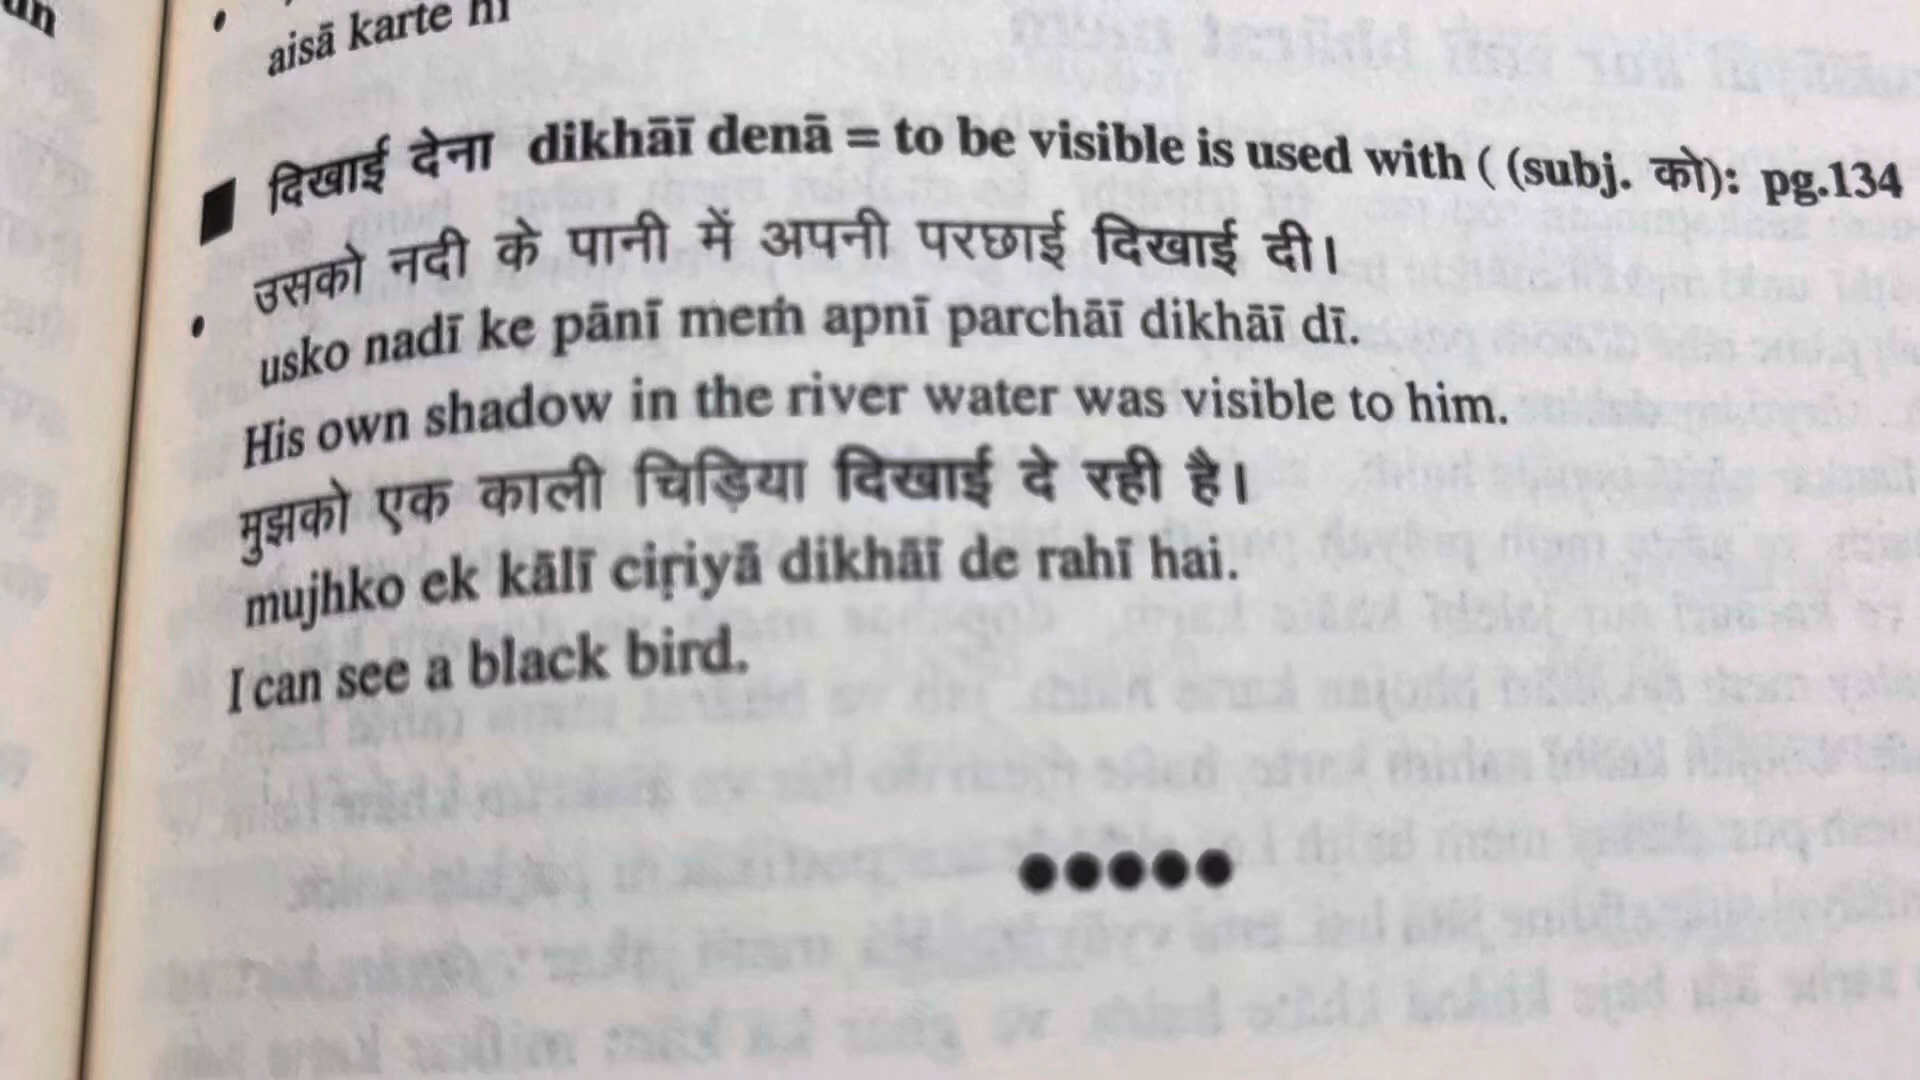 aisā karte hi
■ दिखाई देना dikhāī denā = to be visible is used with ( (subj. को): pg.134
• उसको नदी के पानी में अपनी परछाई दिखाई दी।
usko nadī ke pānī meṁ apnī parchāī dikhāī dī.
His own shadow in the river water was visible to him.
मुझको एक काली चिड़िया दिखाई दे रही है।
mujhko ek kālī ciṛiyā dikhāī de rahī hai.
I can see a black bird.
●●●●●